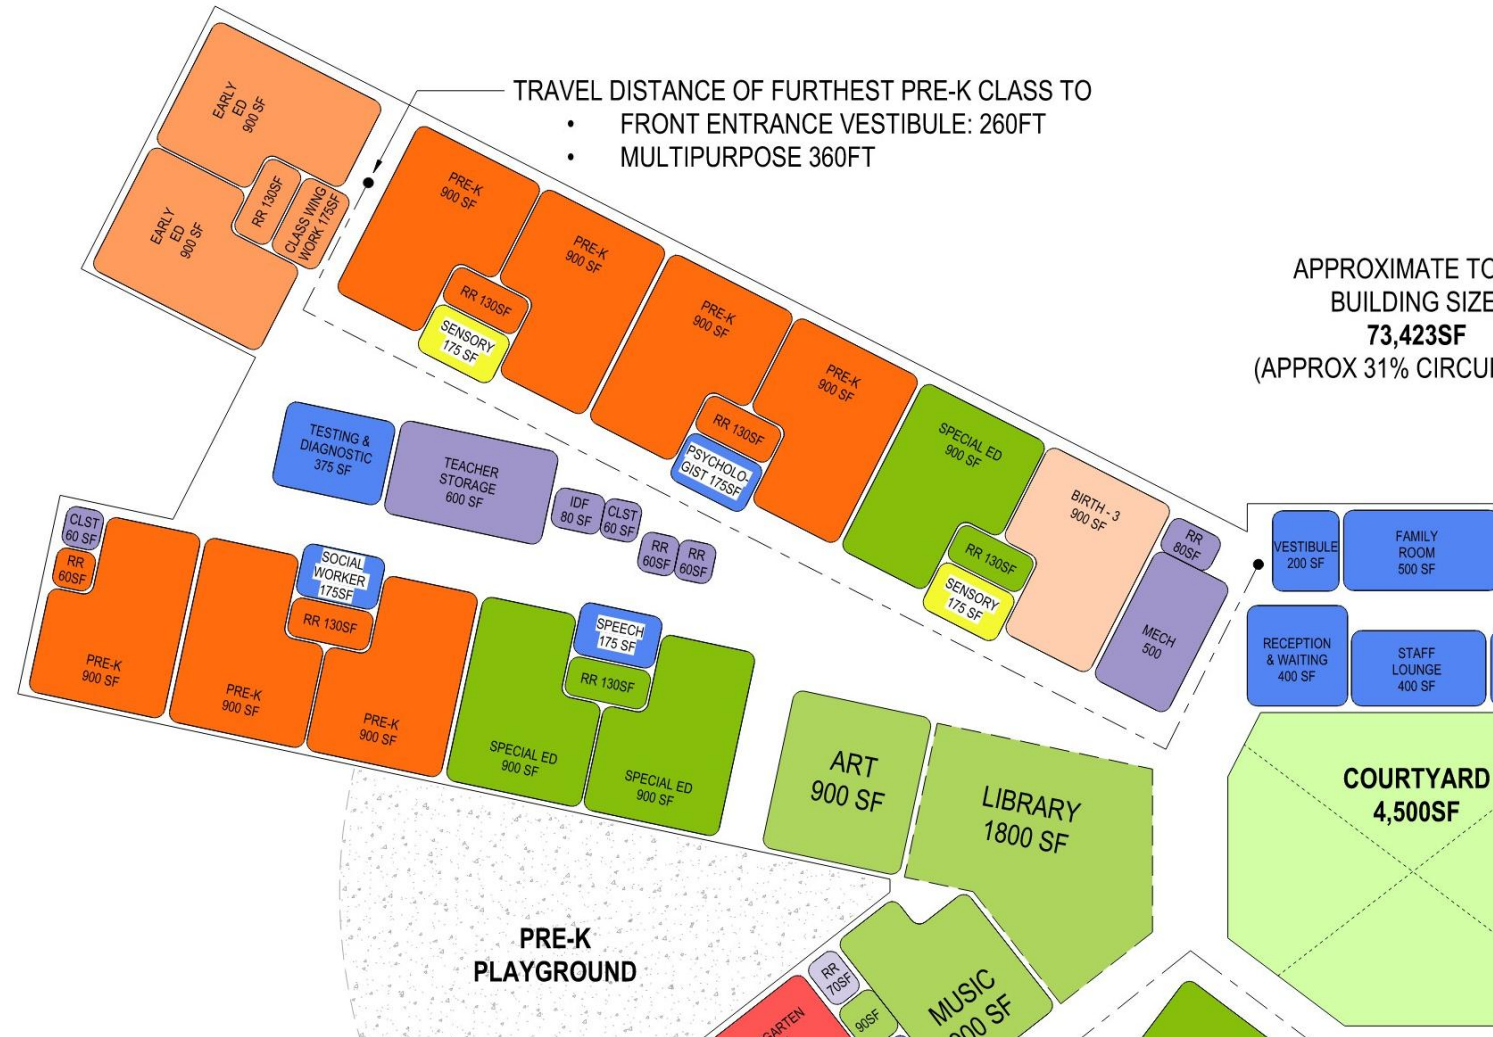 TRAVEL DISTANCE OF FURTHEST PRE-K CLASS TO
• FRONT ENTRANCE VESTIBULE: 260FT
• MULTIPURPOSE 360FT
EARLY
ED
900 SF
EARLY
ED
900 SF
RR 130SF
CLASS WING
WORK 175SF
PRE-K
900 SF
PRE-K
900 SF
RR 130SF
SENSORY
175 SF
PRE-K
900 SF
PRE-K
900 SF
RR 130SF
PSYCHOLO-
GIST 175SF
SPECIAL ED
900 SF
BIRTH - 3
900 SF
RR 130SF
SENSORY
175 SF
RR
80SF
MECH
500
APPROXIMATE TO
BUILDING SIZE
73,423SF
(APPROX 31% CIRCU
TESTING &
DIAGNOSTIC
375 SF
TEACHER
STORAGE
600 SF
IDF
80 SF
CLST
60 SF
RR
60SF
RR
60SF
CLST
60 SF
RR
60SF
PRE-K
900 SF
PRE-K
900 SF
SOCIAL
WORKER
175SF
RR 130SF
PRE-K
900 SF
SPECIAL ED
900 SF
SPEECH
175 SF
RR 130SF
SPECIAL ED
900 SF
VESTIBULE
200 SF
FAMILY
ROOM
500 SF
RECEPTION
& WAITING
400 SF
STAFF
LOUNGE
400 SF
ART
900 SF
LIBRARY
1800 SF
COURTYARD
4,500SF
PRE-K
PLAYGROUND
RR
70SF
90SF
MUSIC
00 SF
GARTEN